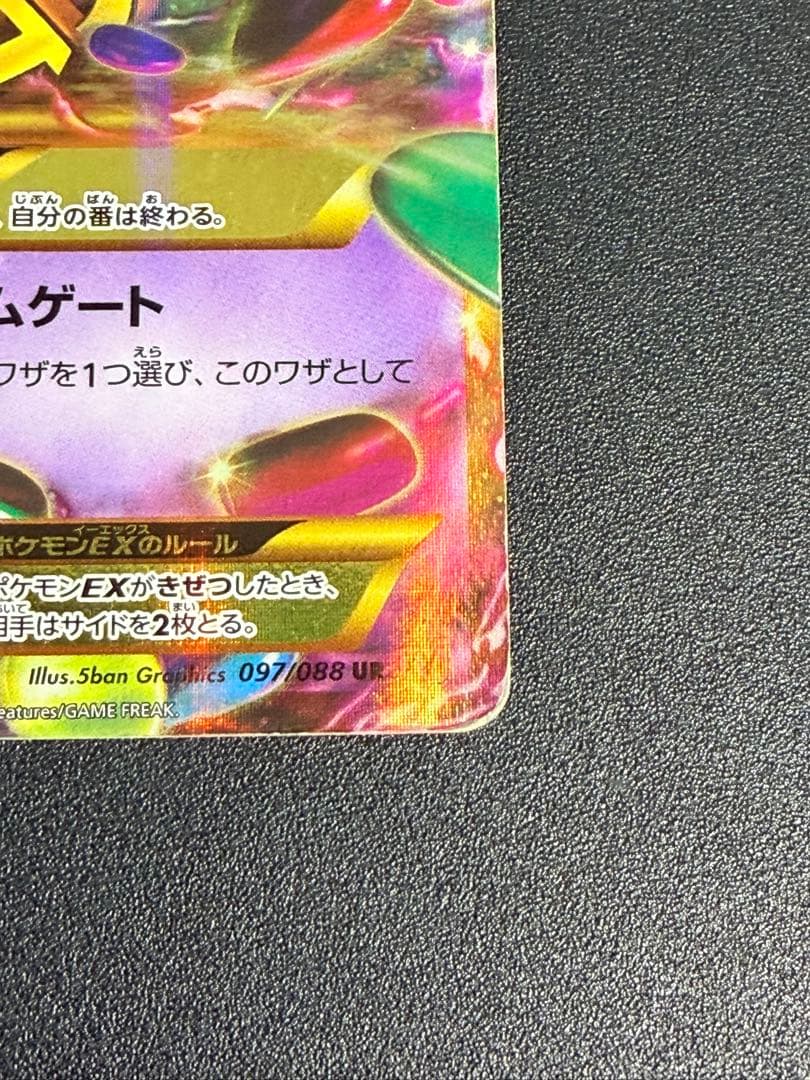 、自分の番は終わる。
ムゲート
ワザを1つ選び、このワザとして
ポケモンEXのルール
ポケモンEXがきぜつしたとき、
相手はサイドを2枚とる。
Illus.5ban Graphics 097/088 UR
eatures/GAME FREAK.